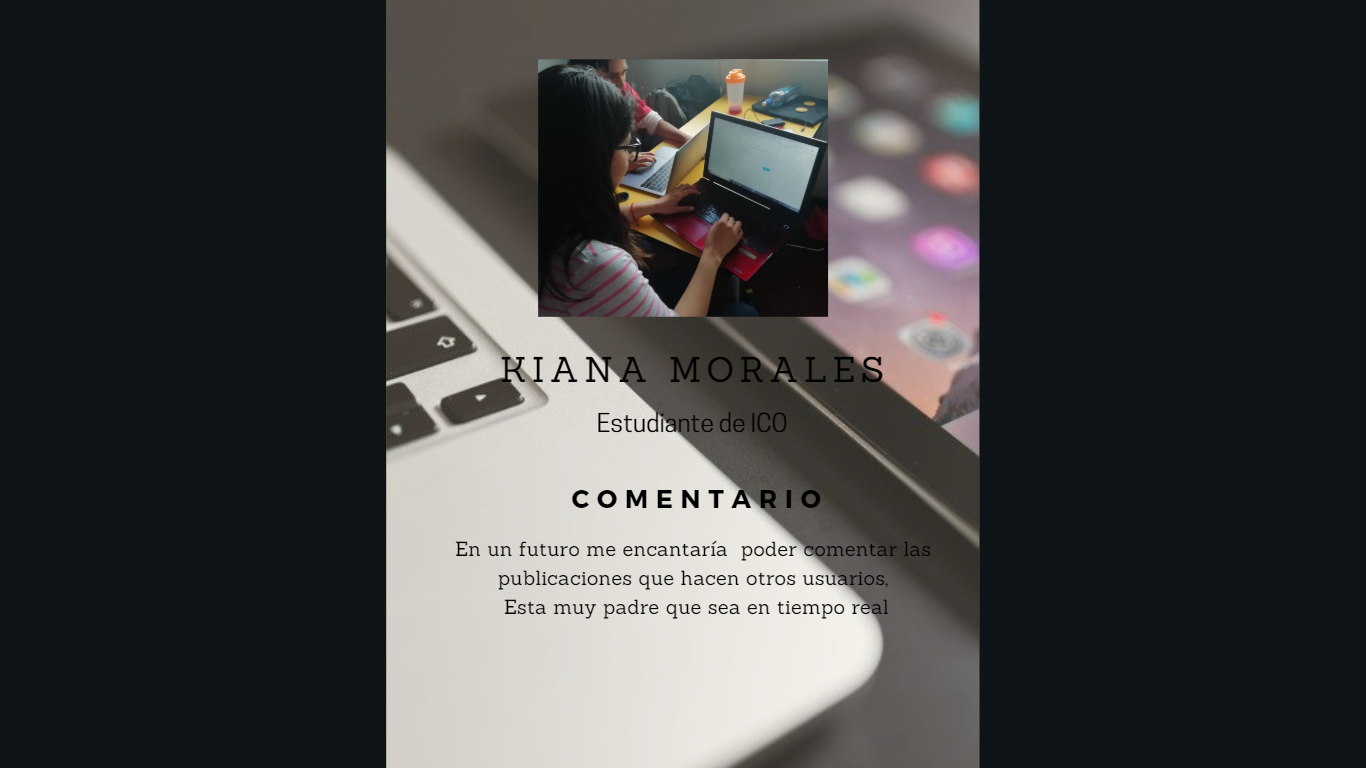 KIANA MORALES
Estudiante de ICO
COMENTARIO
En un futuro me encantaría poder comentar las
publicaciones que hacen otros usuarios,
Esta muy padre que sea en tiempo real